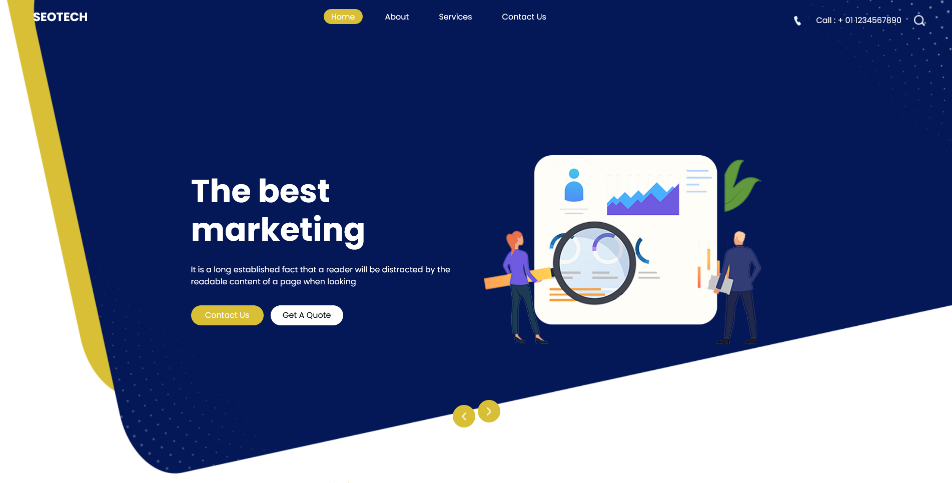 SEOTECH
Home
About
Services
Contact Us
Call : + 01 1234567890
The best
marketing
It is a long established fact that a reader will be distracted by the
readable content of a page when looking
Contact Us
Get A Quote